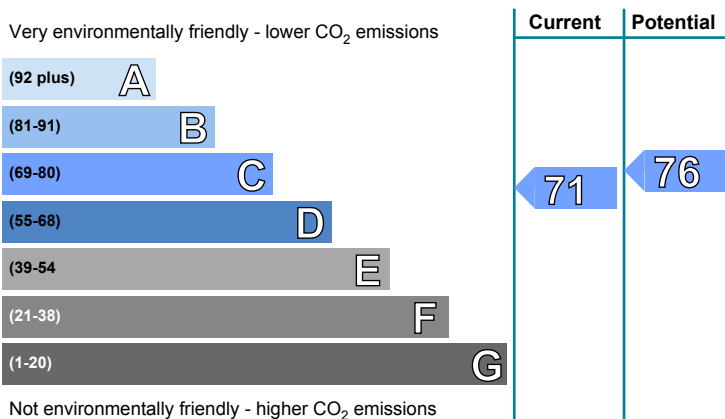 Very environmentally friendly - lower CO2 emissions
Current
Potential
(92 plus) A
(81-91) B
(69-80) C
(55-68) D
(39-54 E
(21-38) F
(1-20) G
71
76
Not environmentally friendly - higher CO2 emissions